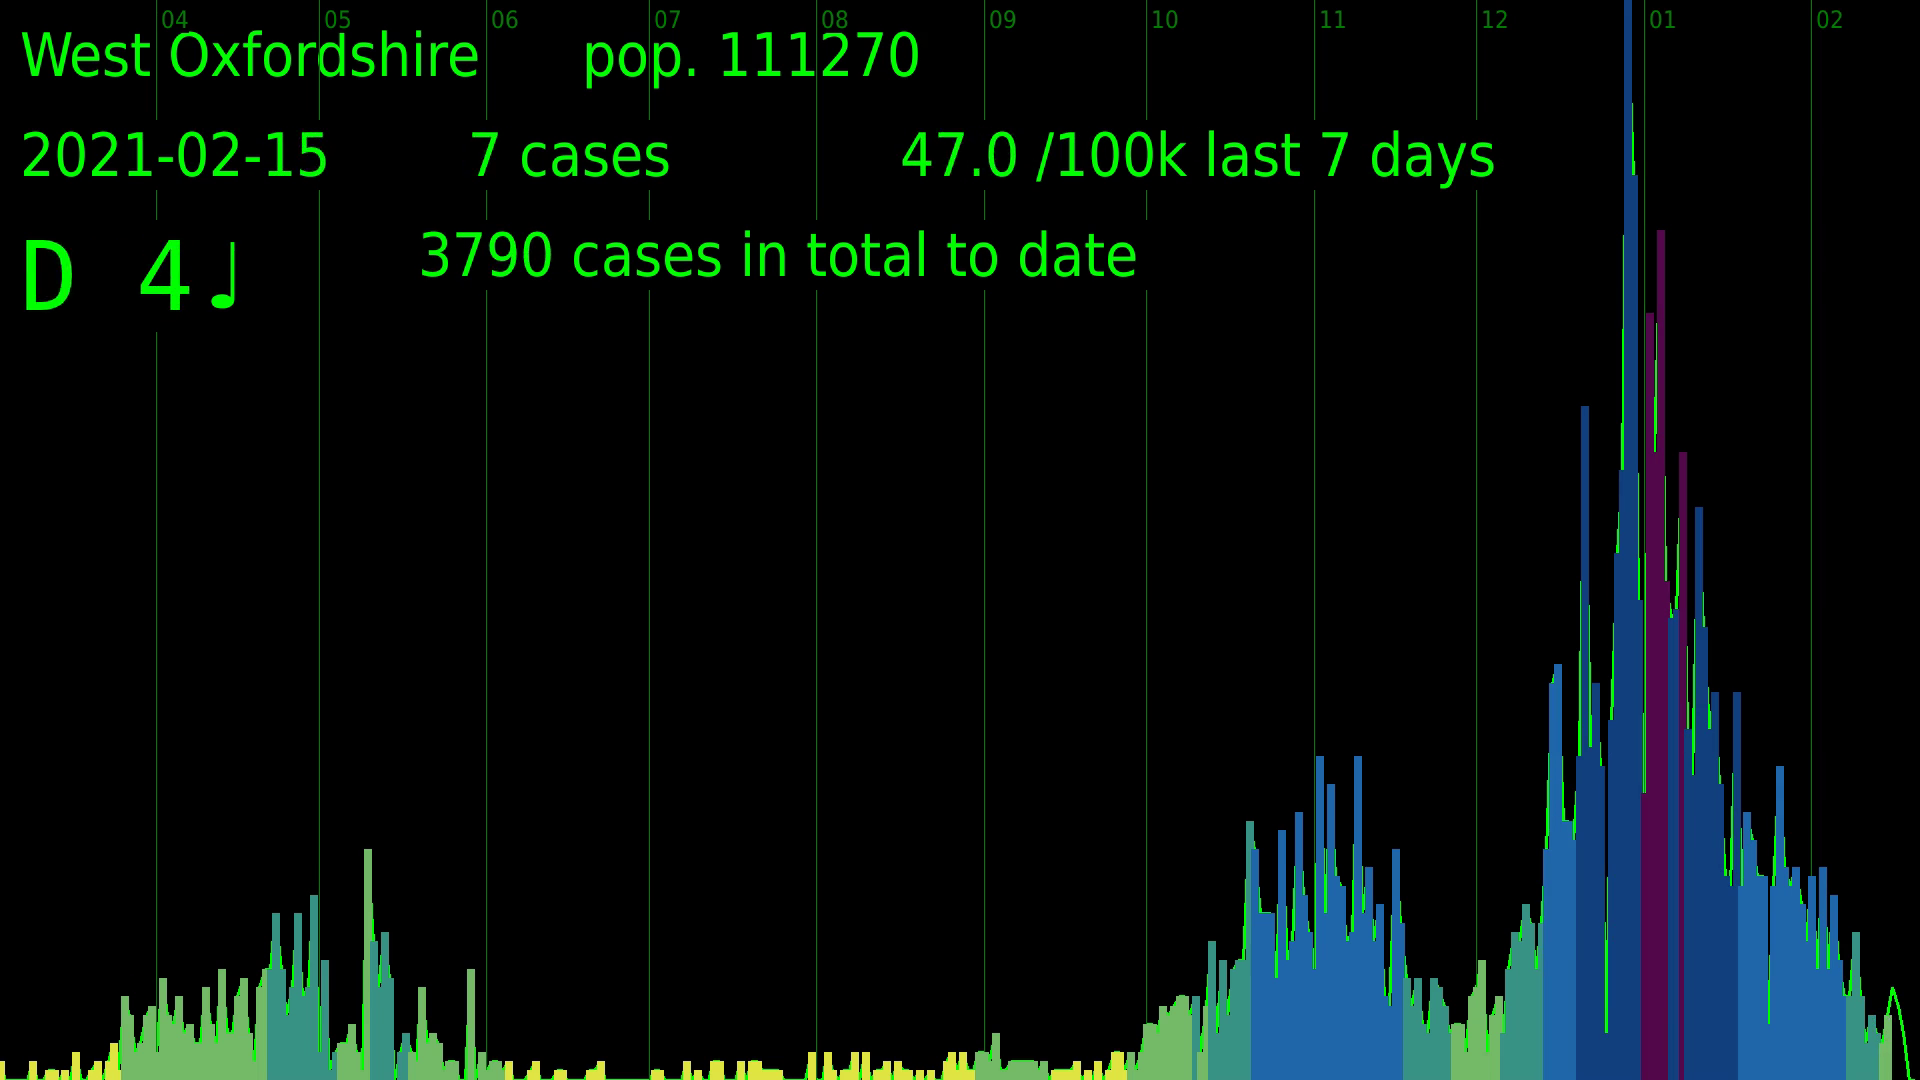 04 05 06 07 08 09 10 11 12 01 02
West Oxfordshire pop. 111270
2021-02-15 7 cases 47.0 /100k last 7 days
D 4♩ 3790 cases in total to date